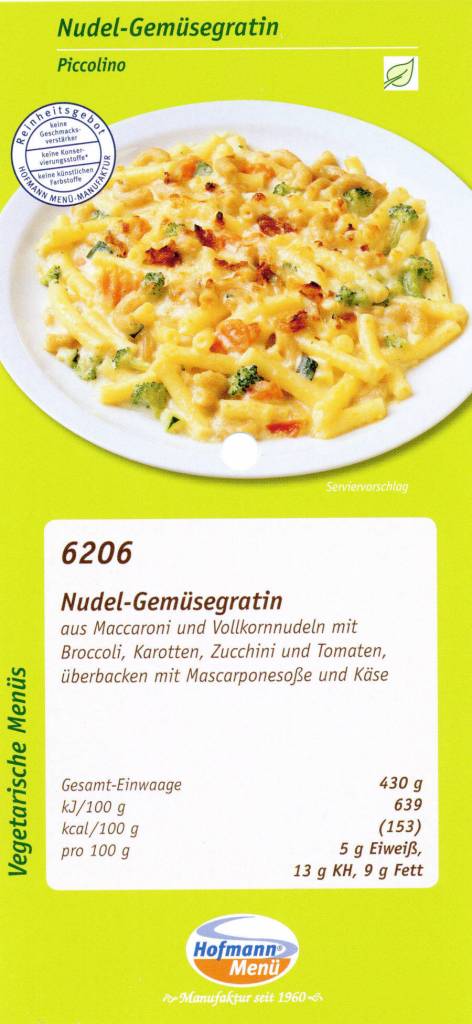 Nudel-Gemüsegratin
Piccolino
Reinheitsgebot
keine
Geschmacks-
verstärker
keine Konser-
vierungsstoffe*
keine künstlichen
Farbstoffe
HOFMANN MENÜ-MANUFAKTUR
Serviervorschlag
6206
Nudel-Gemüsegratin
aus Maccaroni und Vollkornnudeln mit
Broccoli, Karotten, Zucchini und Tomaten,
überbacken mit Mascarponesoße und Käse
Vegetarische Menüs
Gesamt-Einwaage 430 g
kJ/100 g 639
kcal/100 g (153)
pro 100 g 5 g Eiweiß,
13 g KH, 9 g Fett
Hofmann®
Menü
Manufaktur seit 1960